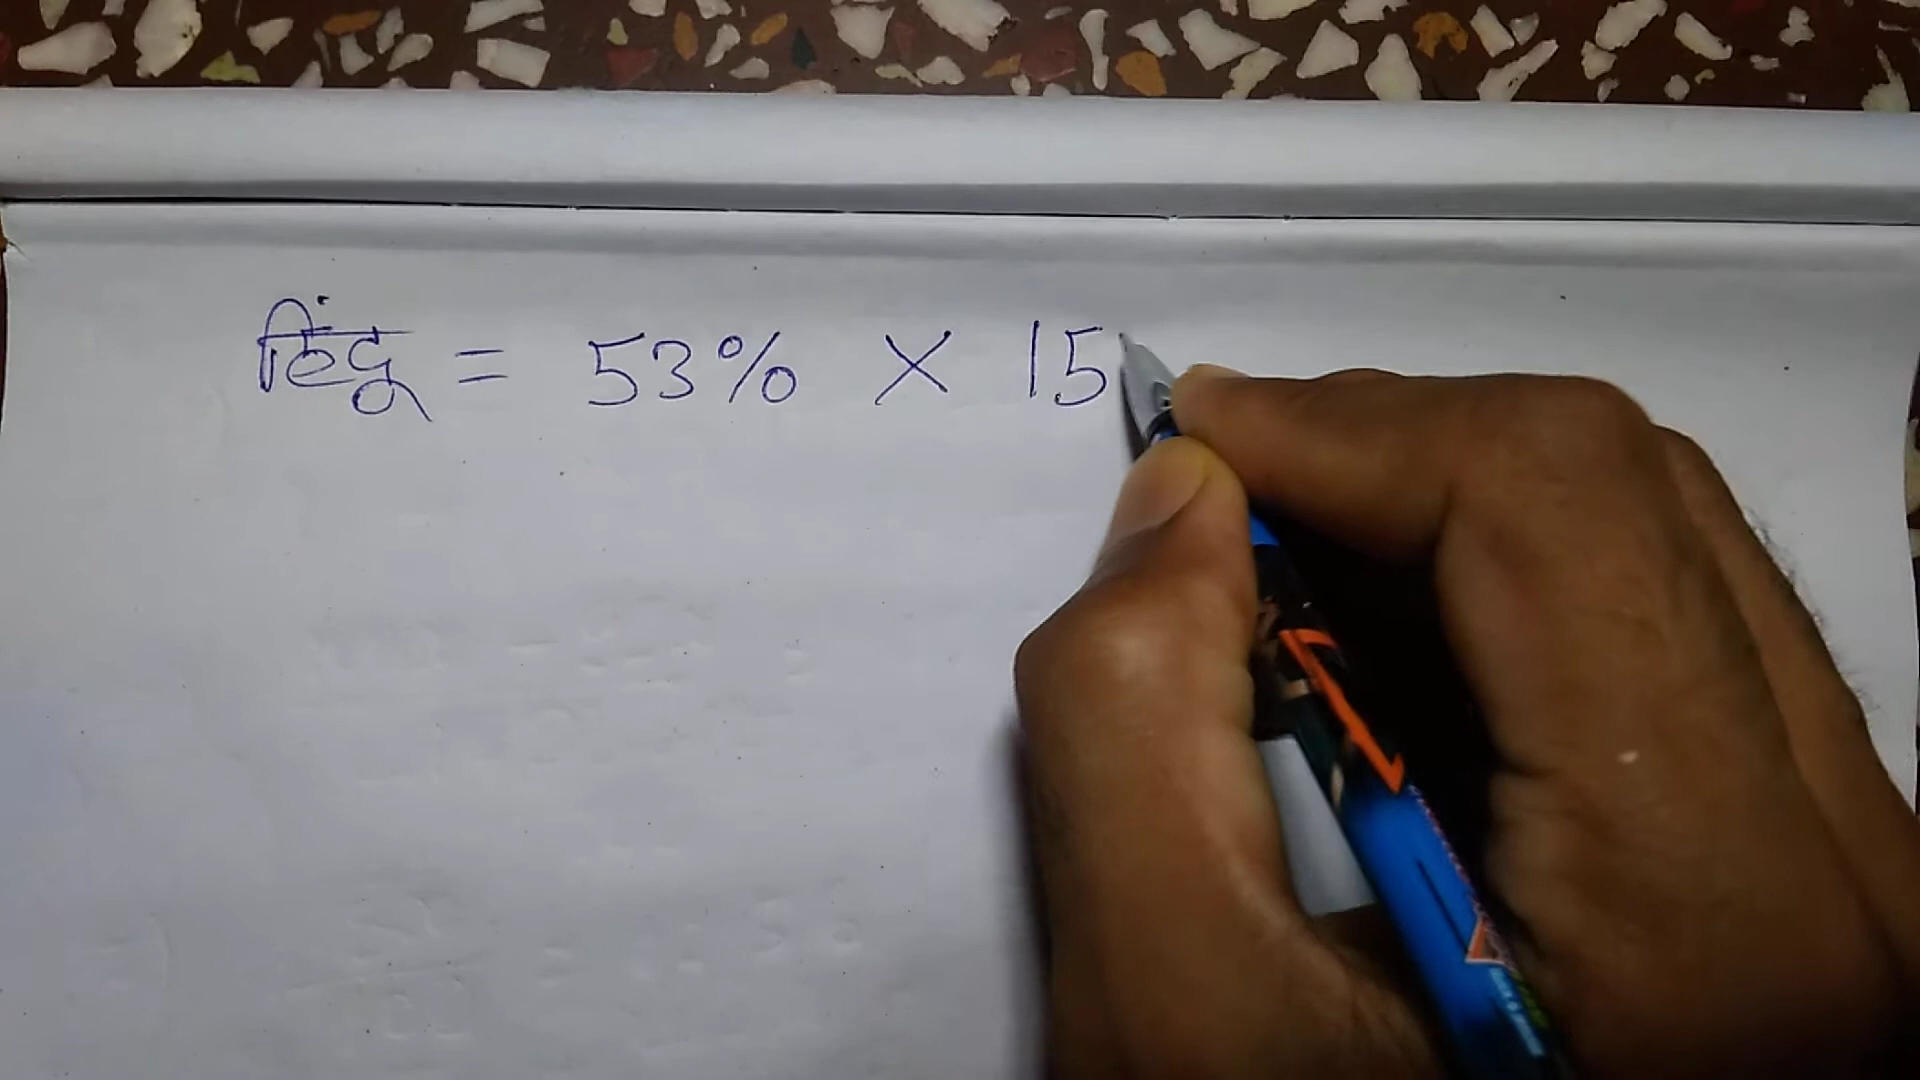 हिंदू = 53% × 15